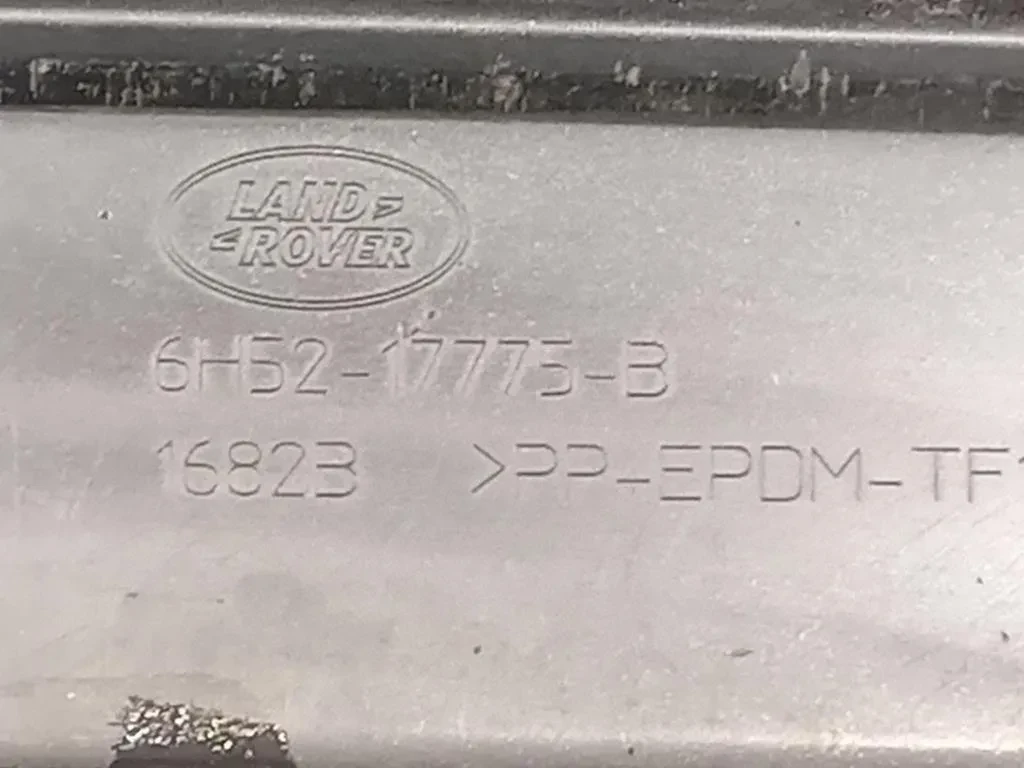 LAND
ROVER
6H52-17775-B
16823 >PP-EPDM-TF